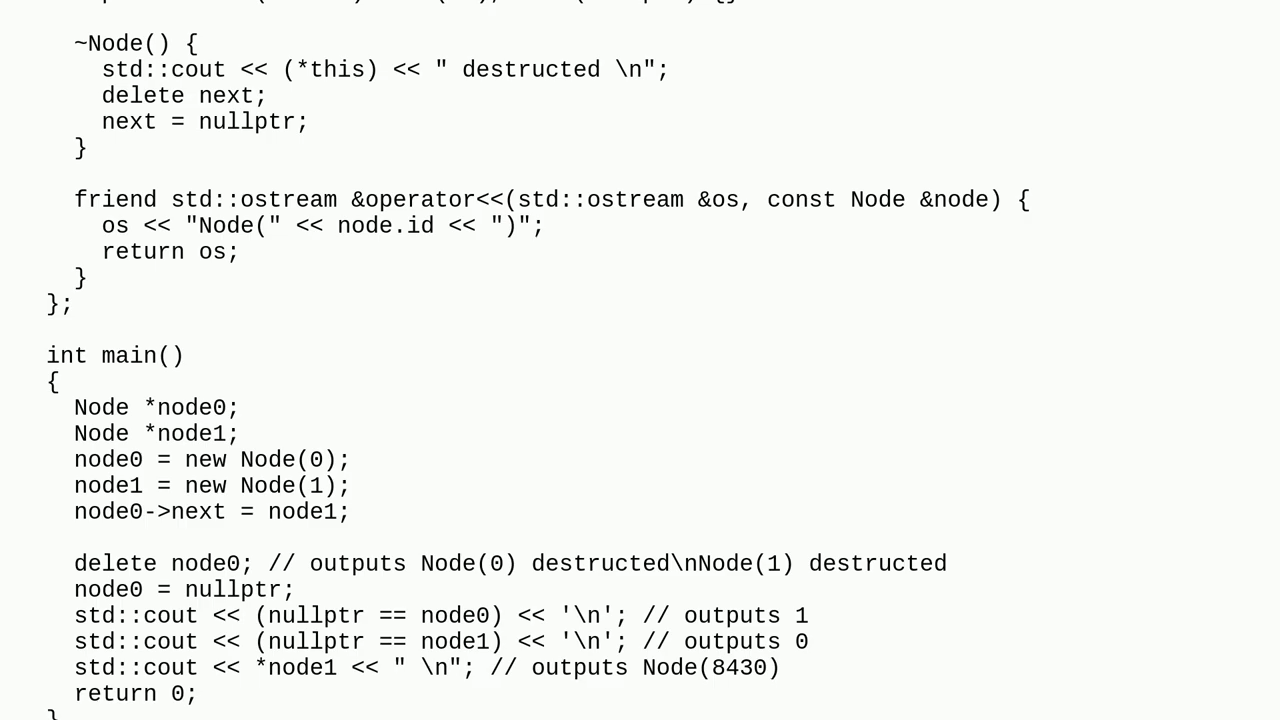 ~Node() {
std::cout << (*this) << " destructed \n";
delete next;
next = nullptr;
}
friend std::ostream &operator<<(std::ostream &os, const Node &node) {
os << "Node(" << node.id << ")";
return os;
}
};
int main()
{
Node *node0;
Node *node1;
node0 = new Node(0);
node1 = new Node(1);
node0->next = node1;
delete node0; // outputs Node(0) destructed\nNode(1) destructed
node0 = nullptr;
std::cout << (nullptr == node0) << '\n'; // outputs 1
std::cout << (nullptr == node1) << '\n'; // outputs 0
std::cout << *node1 << " \n"; // outputs Node(8430)
return 0;
}